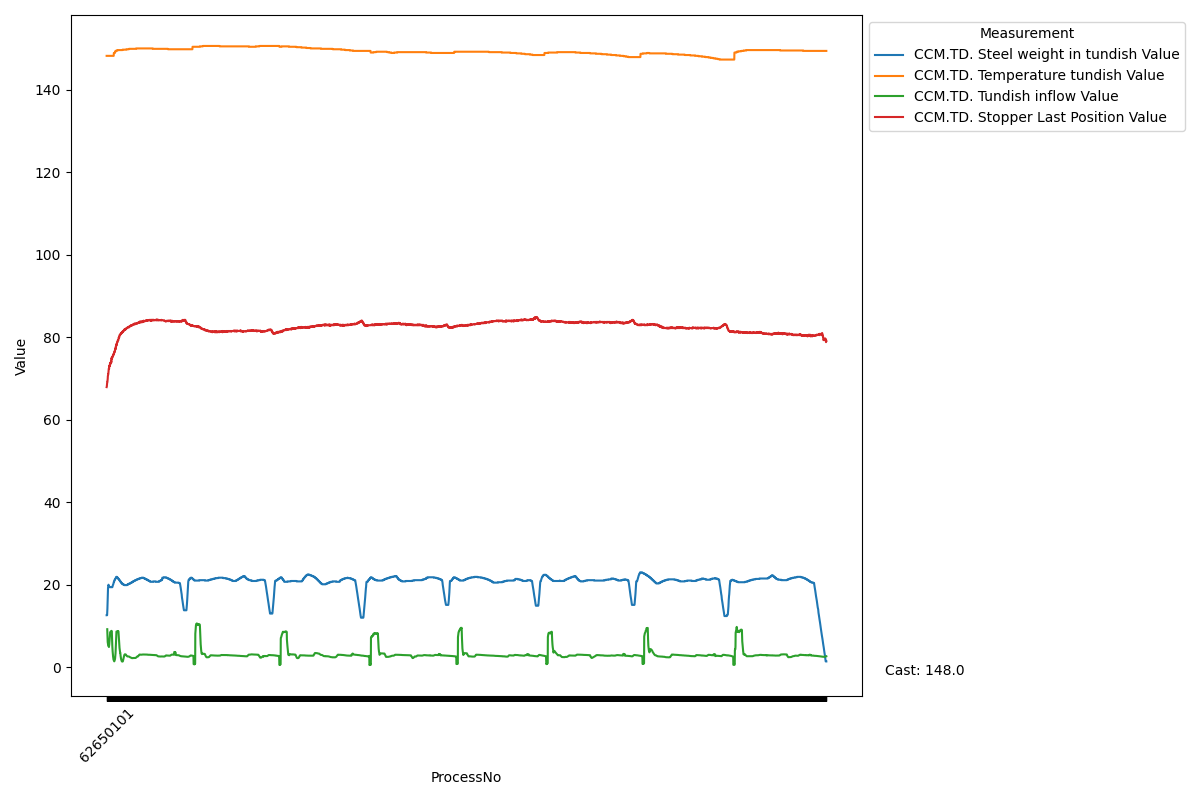 Measurement
CCM.TD. Steel weight in tundish Value
CCM.TD. Temperature tundish Value
CCM.TD. Tundish inflow Value
CCM.TD. Stopper Last Position Value
Value
140
120
100
80
60
40
20
0
Cast: 148.0
62650101
ProcessNo